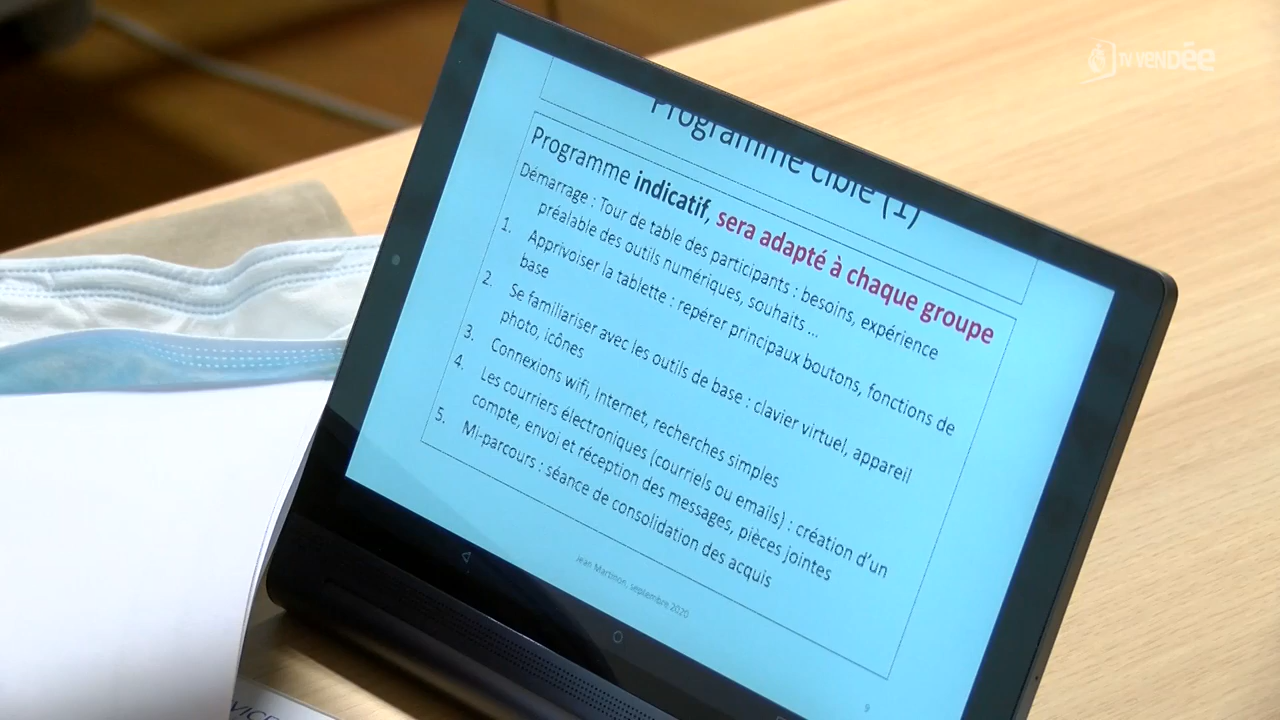 TV VENDÉE
Programme ciblé (1)
Programme indicatif, sera adapté à chaque groupe
Démarrage : Tour de table des participants : besoins, expérience
préalable des outils numériques, souhaits ...
1. Apprivoiser la tablette : repérer principaux boutons, fonctions de
base
2. Se familiariser avec les outils de base : clavier virtuel, appareil
photo, icônes
3. Connexions wifi, Internet, recherches simples
4. Les courriers électroniques (courriels ou emails) : création d'un
compte, envoi et réception des messages, pièces jointes
5. Mi-parcours : séance de consolidation des acquis
Jean Martinon, septembre 2020
9